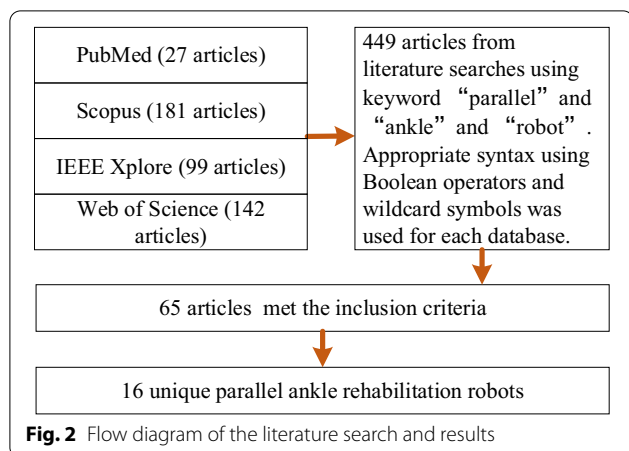 PubMed (27 articles)
Scopus (181 articles)
IEEE Xplore (99 articles)
Web of Science (142
articles)
449 articles from
literature searches using
keyword “parallel” and
“ankle” and “robot”.
Appropriate syntax using
Boolean operators and
wildcard symbols was
used for each database.
65 articles met the inclusion criteria
16 unique parallel ankle rehabilitation robots
Fig. 2 Flow diagram of the literature search and results